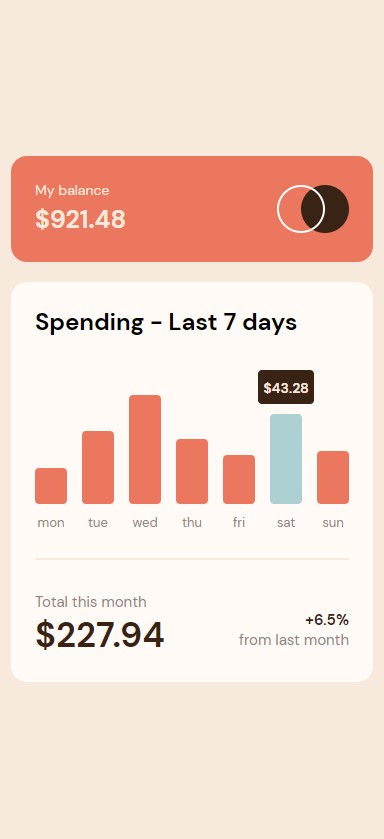 My balance
$921.48
Spending - Last 7 days
$43.28
mon tue wed thu fri sat sun
Total this month
$227.94
+6.5%
from last month